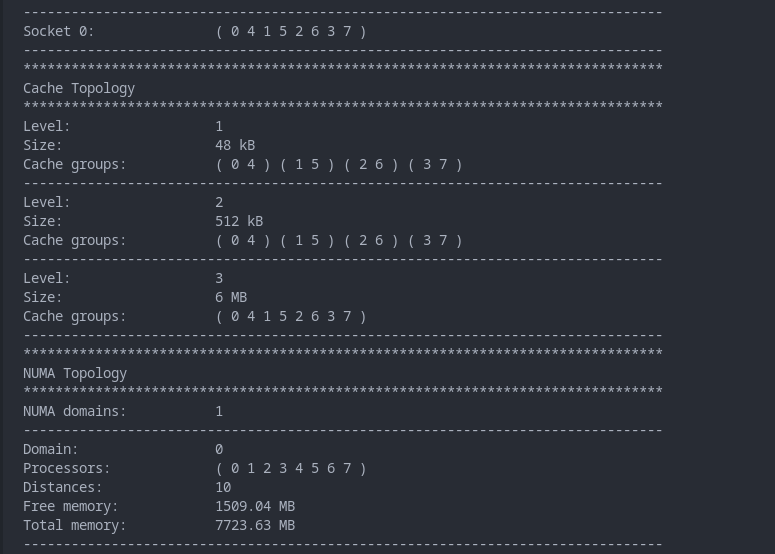 --------------------------------------------------------------------------------
Socket 0:               ( 0 4 1 5 2 6 3 7 )
--------------------------------------------------------------------------------
********************************************************************************
Cache Topology
********************************************************************************
Level:                  1
Size:                   48 kB
Cache groups:           ( 0 4 ) ( 1 5 ) ( 2 6 ) ( 3 7 )
--------------------------------------------------------------------------------
Level:                  2
Size:                   512 kB
Cache groups:           ( 0 4 ) ( 1 5 ) ( 2 6 ) ( 3 7 )
--------------------------------------------------------------------------------
Level:                  3
Size:                   6 MB
Cache groups:           ( 0 4 1 5 2 6 3 7 )
--------------------------------------------------------------------------------
********************************************************************************
NUMA Topology
********************************************************************************
NUMA domains:           1
--------------------------------------------------------------------------------
Domain:                 0
Processors:             ( 0 1 2 3 4 5 6 7 )
Distances:              10
Free memory:            1509.04 MB
Total memory:           7723.63 MB
--------------------------------------------------------------------------------